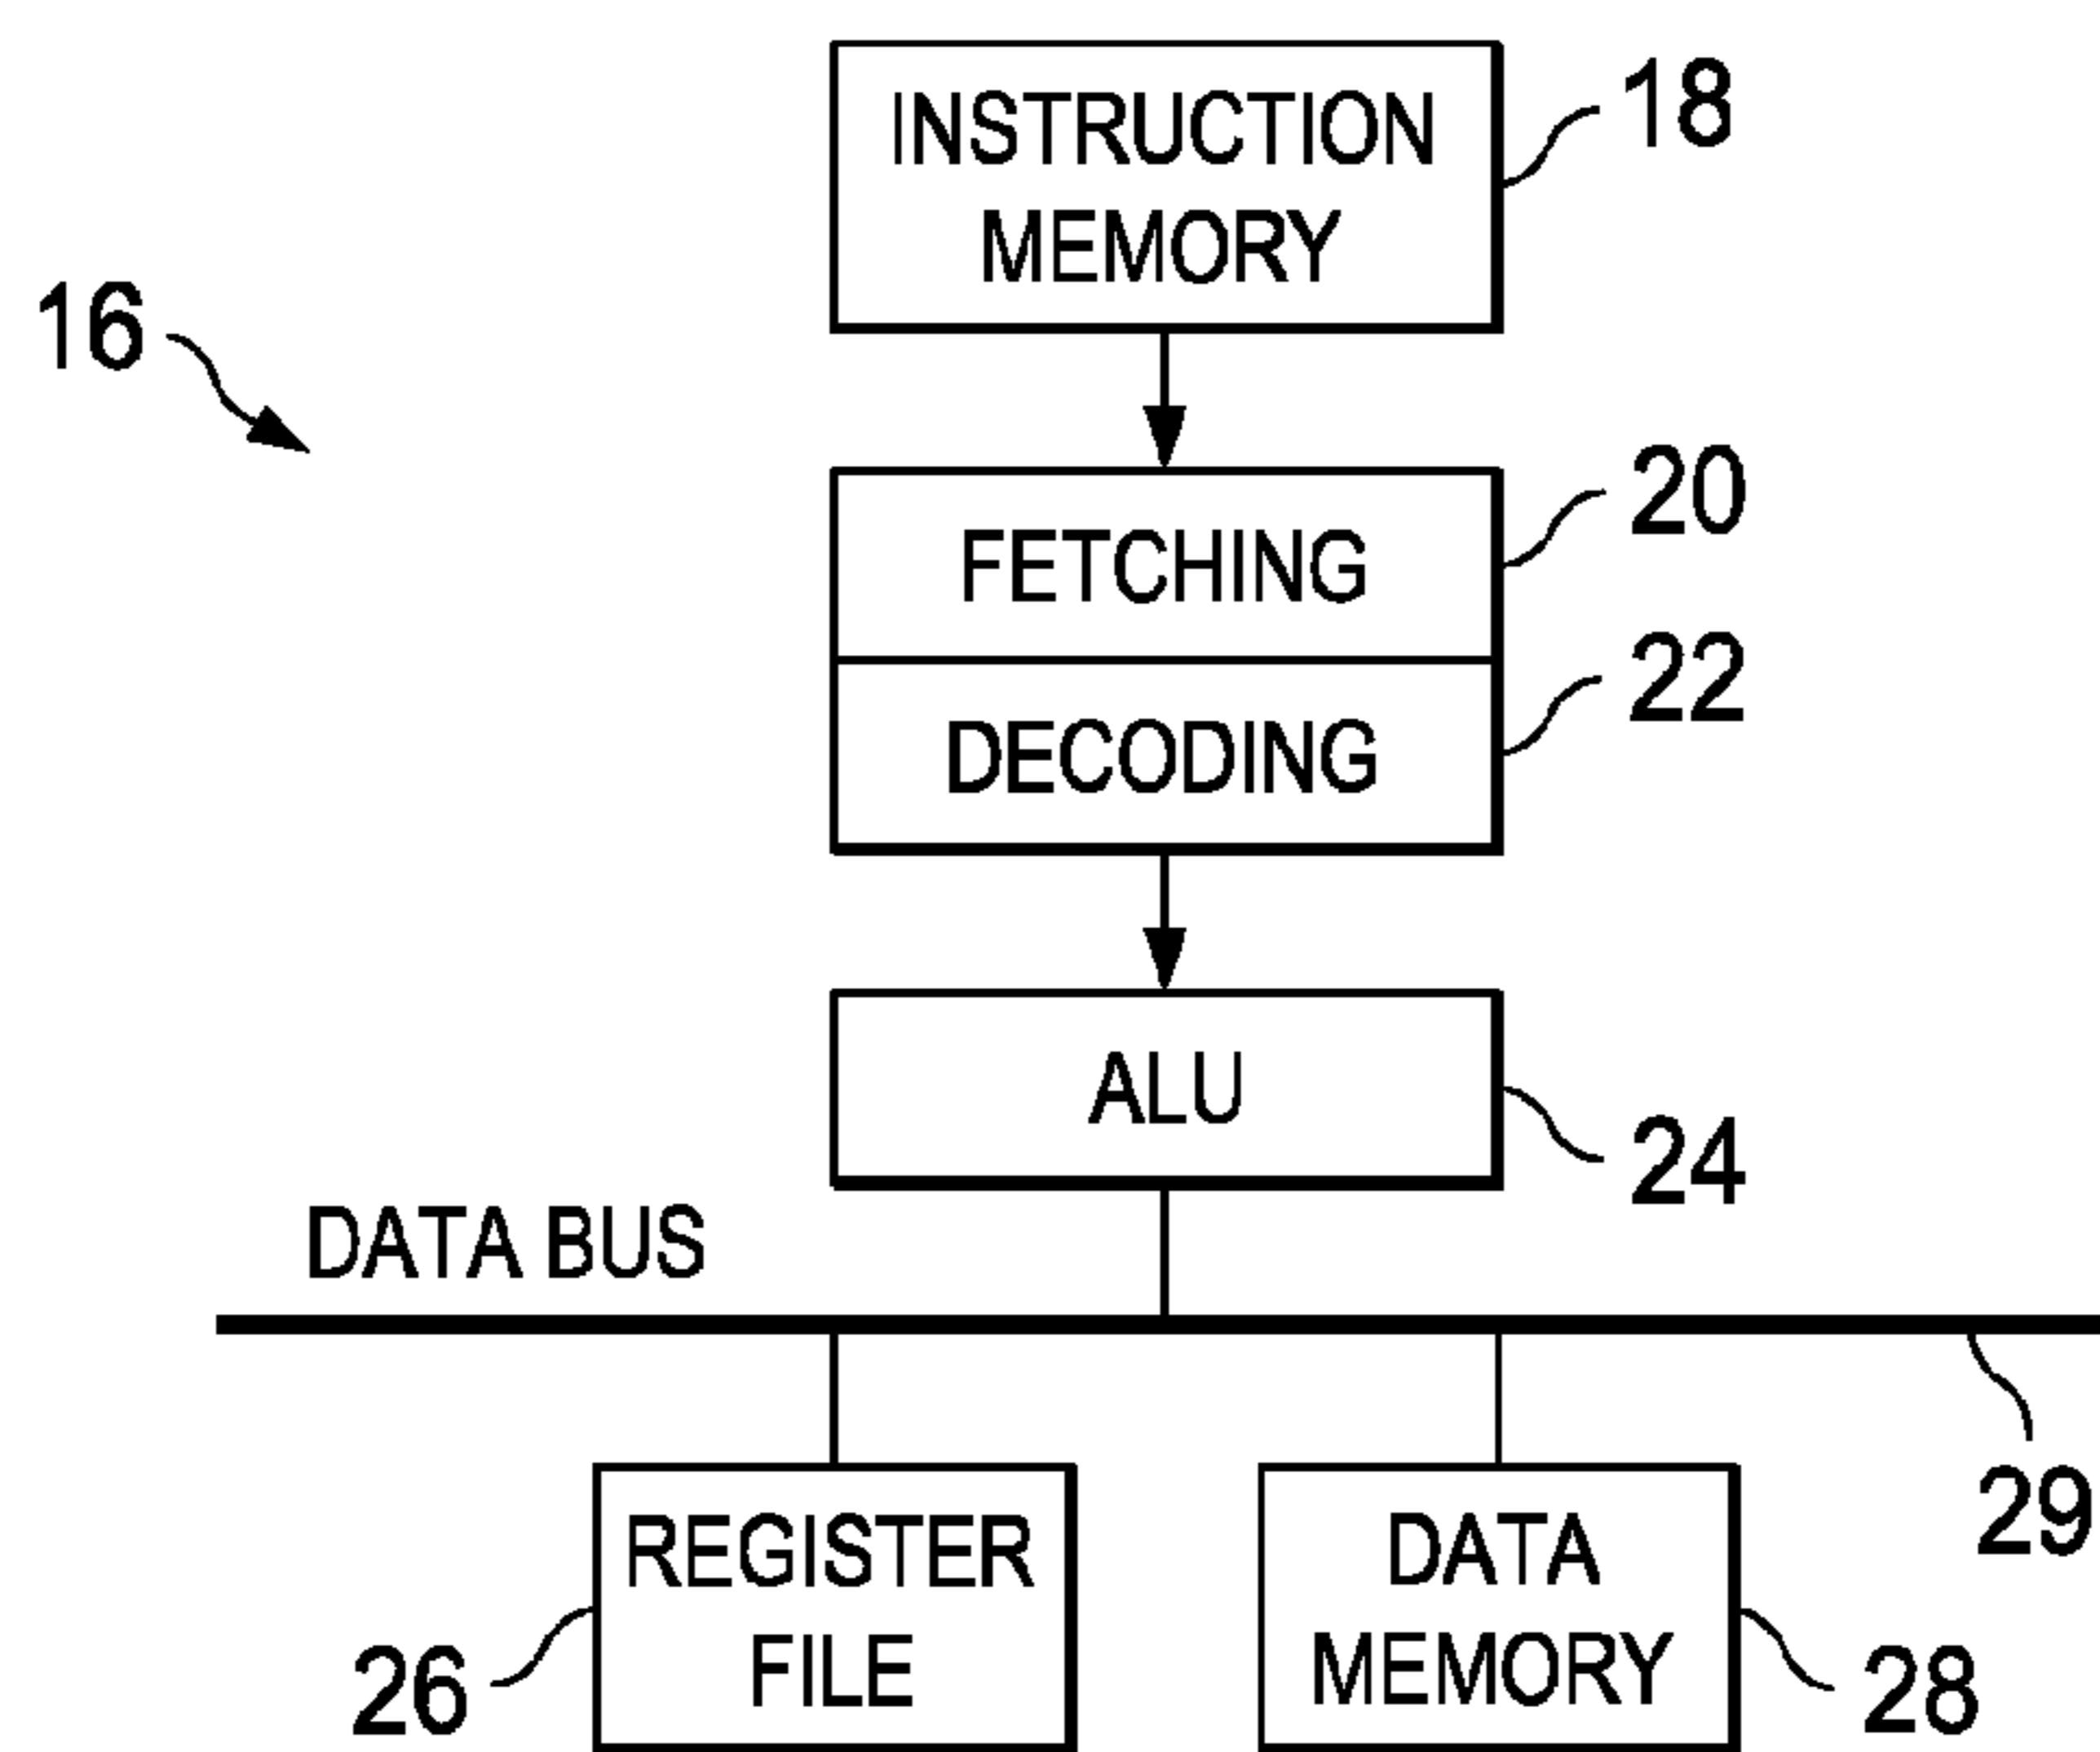 INSTRUCTION
MEMORY
18
16
FETCHING
20
DECODING
22
ALU
24
DATA BUS
29
REGISTER
FILE
26
DATA
MEMORY
28